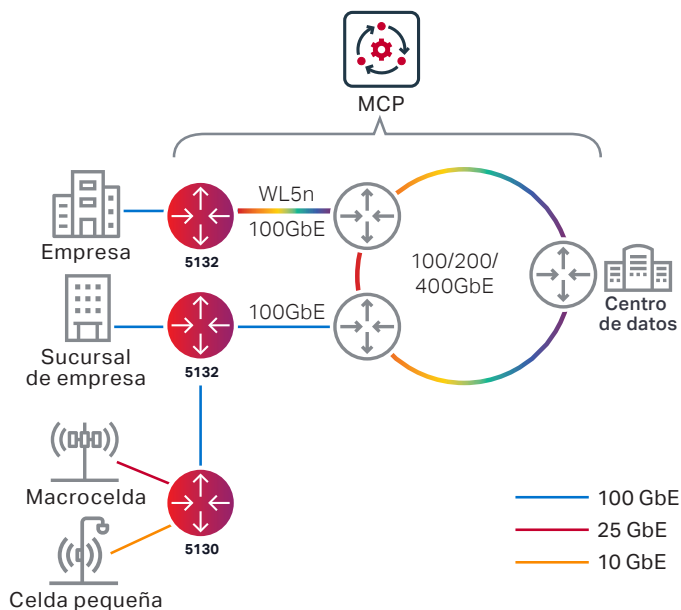 MCP
WL5n
100GbE
Empresa
5132
100/200/
400GbE
Centro
de datos
100GbE
Sucursal
de empresa
5132
Macrocelda
5130
Celda pequeña
100 GbE
25 GbE
10 GbE